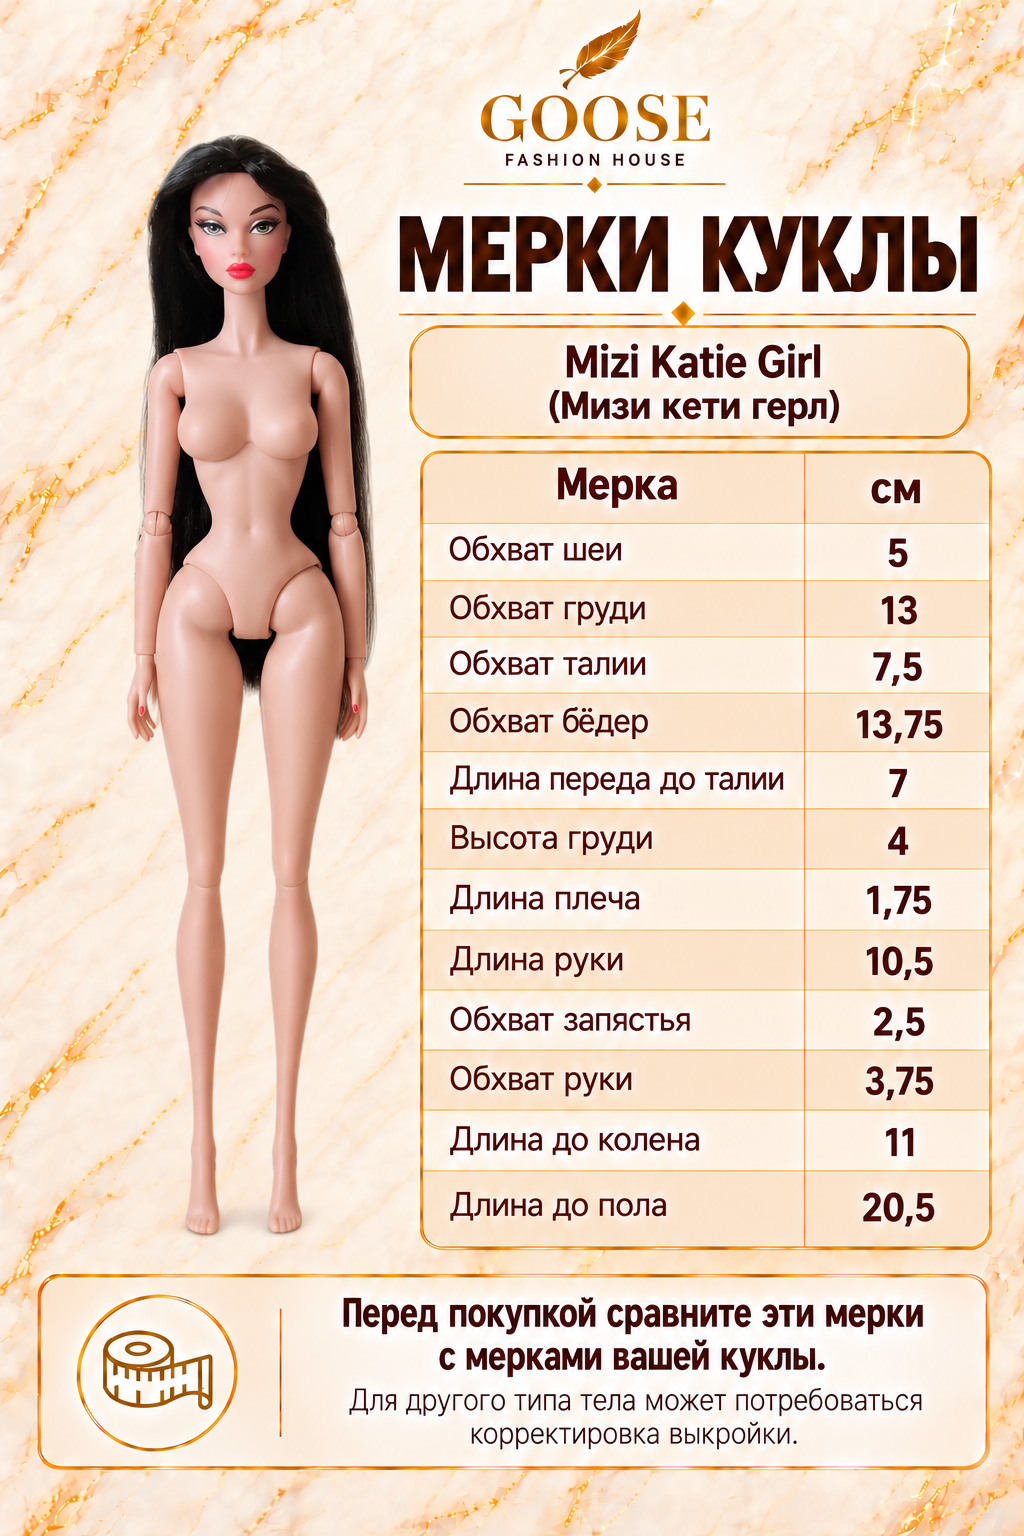 GOOSE
FASHION HOUSE
МЕРКИ КУКЛЫ
Mizi Katie Girl
(Мизи кети герл)
Мерка см
Обхват шеи 5
Обхват груди 13
Обхват талии 7,5
Обхват бёдер 13,75
Длина переда до талии 7
Высота груди 4
Длина плеча 1,75
Длина руки 10,5
Обхват запястья 2,5
Обхват руки 3,75
Длина до колена 11
Длина до пола 20,5
Перед покупкой сравните эти мерки
с мерками вашей куклы.
Для другого типа тела может потребоваться
корректировка выкройки.